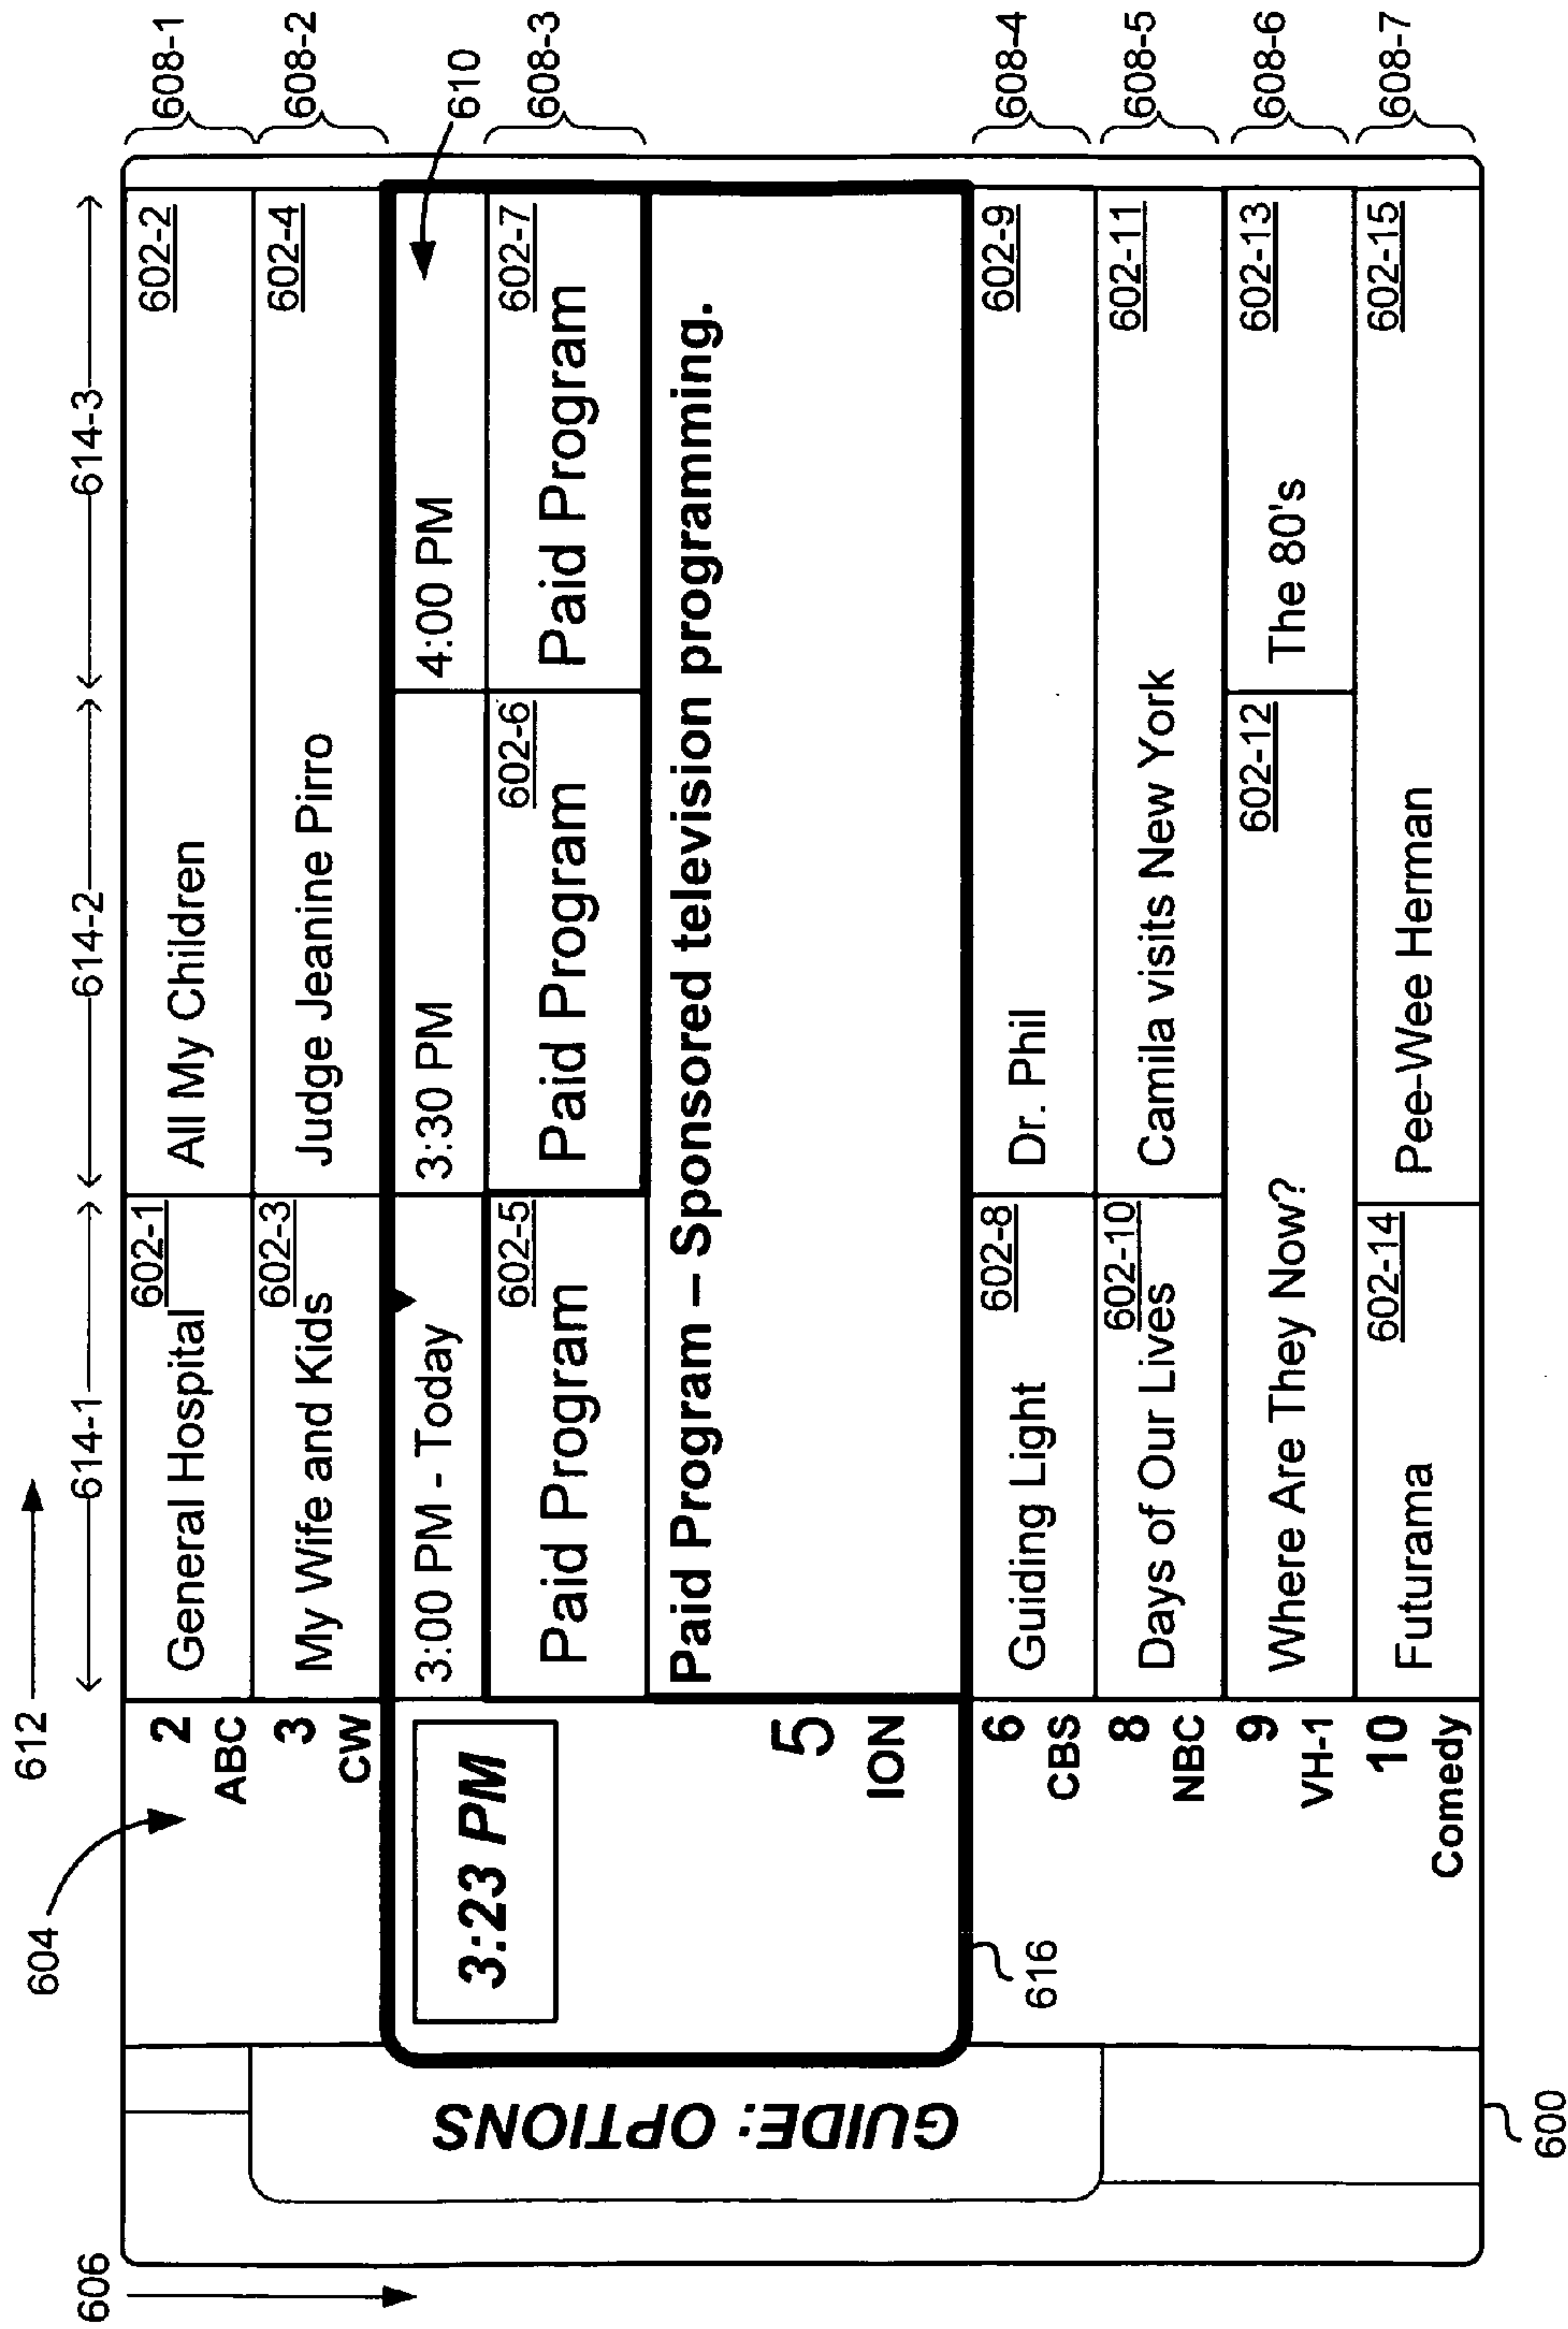 612
614-1
614-2
614-3
604
606
2
ABC
General Hospital
602-1
All My Children
602-2
608-1
3
CW
My Wife and Kids
602-3
Judge Jeanine Pirro
602-4
608-2
3:23 PM
3:00 PM - Today
3:30 PM
4:00 PM
610
Paid Program
602-5
Paid Program
602-6
Paid Program
602-7
608-3
5
ION
Paid Program – Sponsored television programming.
GUIDE: OPTIONS
616
6
CBS
Guiding Light
602-8
Dr. Phil
602-9
608-4
8
NBC
Days of Our Lives
602-10
Camila visits New York
602-11
608-5
9
VH-1
Where Are They Now?
602-12
The 80's
602-13
608-6
10
Comedy
Futurama
602-14
Pee-Wee Herman
602-15
608-7
600